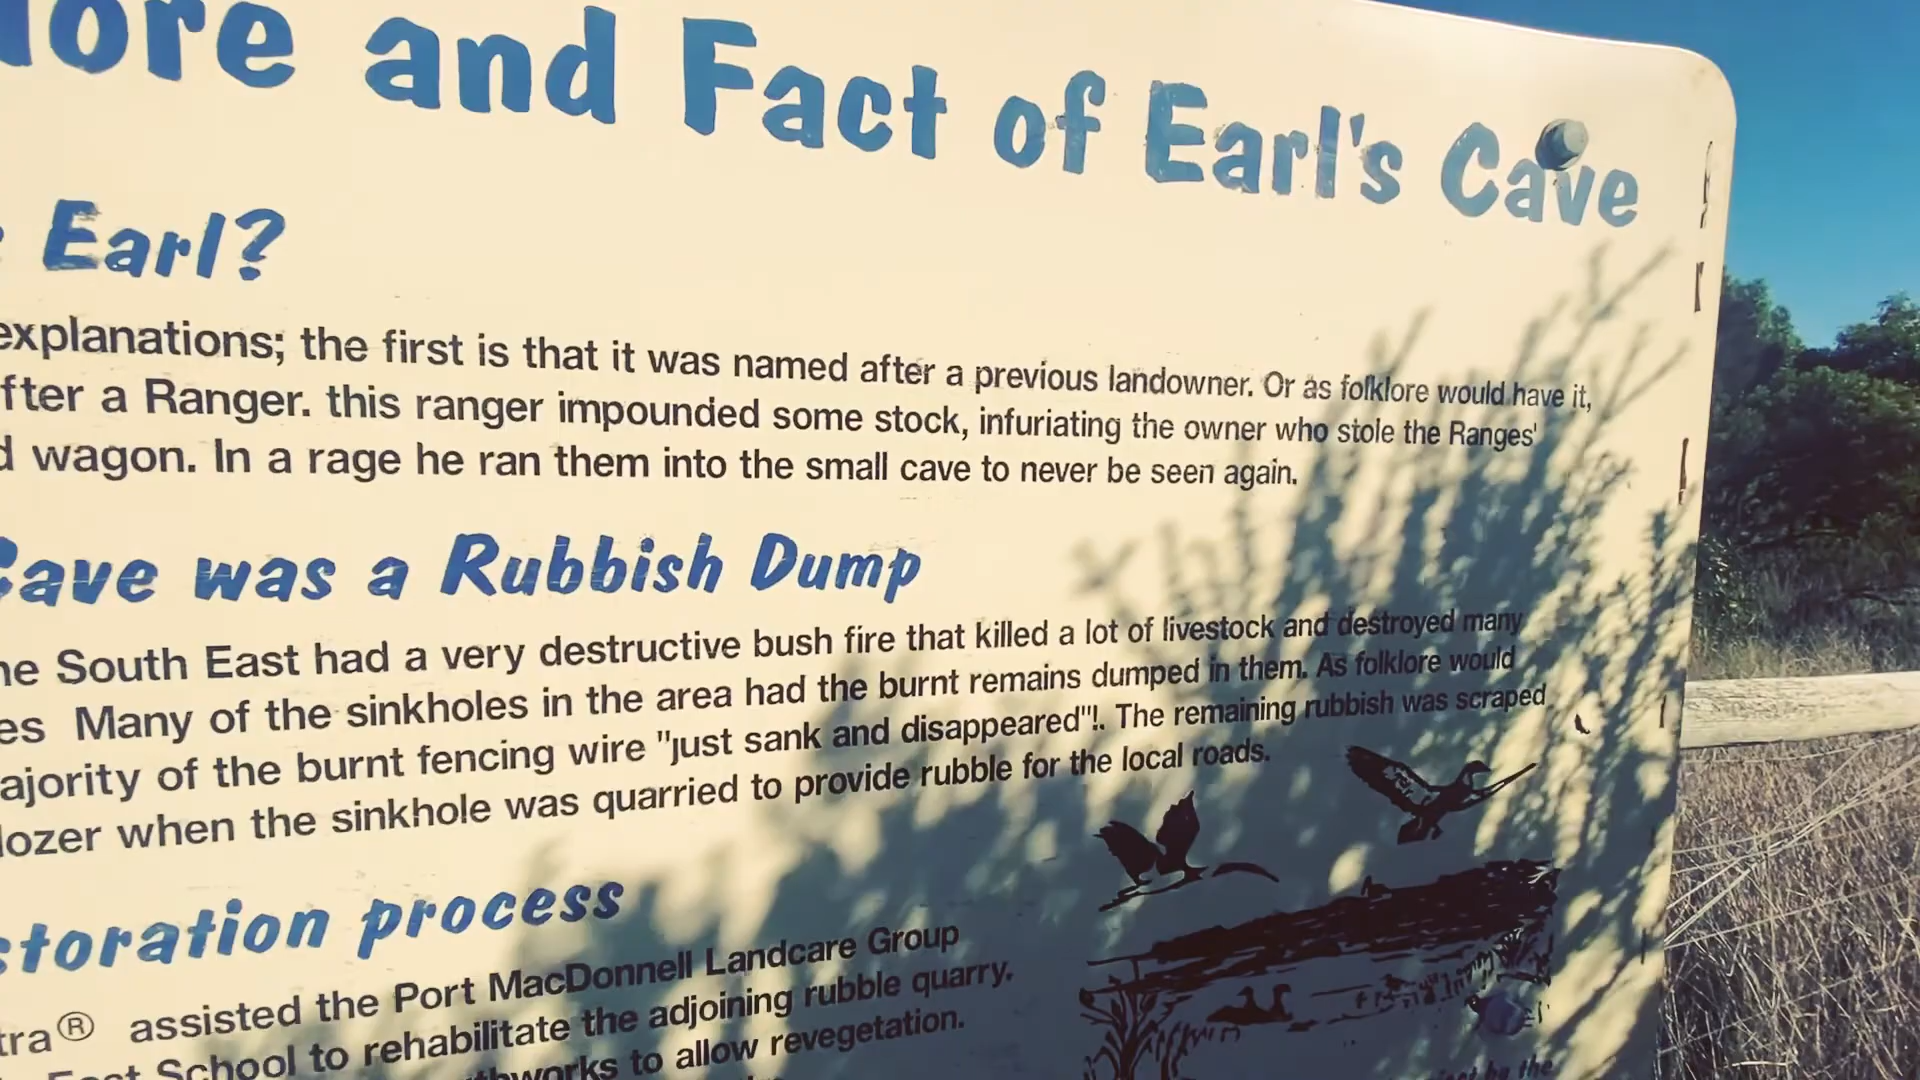 lore and Fact of Earl's Cave
Earl?
explanations; the first is that it was named after a previous landowner. Or as folklore would have it,
fter a Ranger. this ranger impounded some stock, infuriating the owner who stole the Ranges'
d wagon. In a rage he ran them into the small cave to never be seen again.
Cave was a Rubbish Dump
he South East had a very destructive bush fire that killed a lot of livestock and destroyed many
es Many of the sinkholes in the area had the burnt remains dumped in them. As folklore would
ajority of the burnt fencing wire "just sank and disappeared"!. The remaining rubbish was scraped
lozer when the sinkhole was quarried to provide rubble for the local roads.
storation process
tra® assisted the Port MacDonnell Landcare Group
East School to rehabilitate the adjoining rubble quarry.
thworks to allow revegetation.
by the